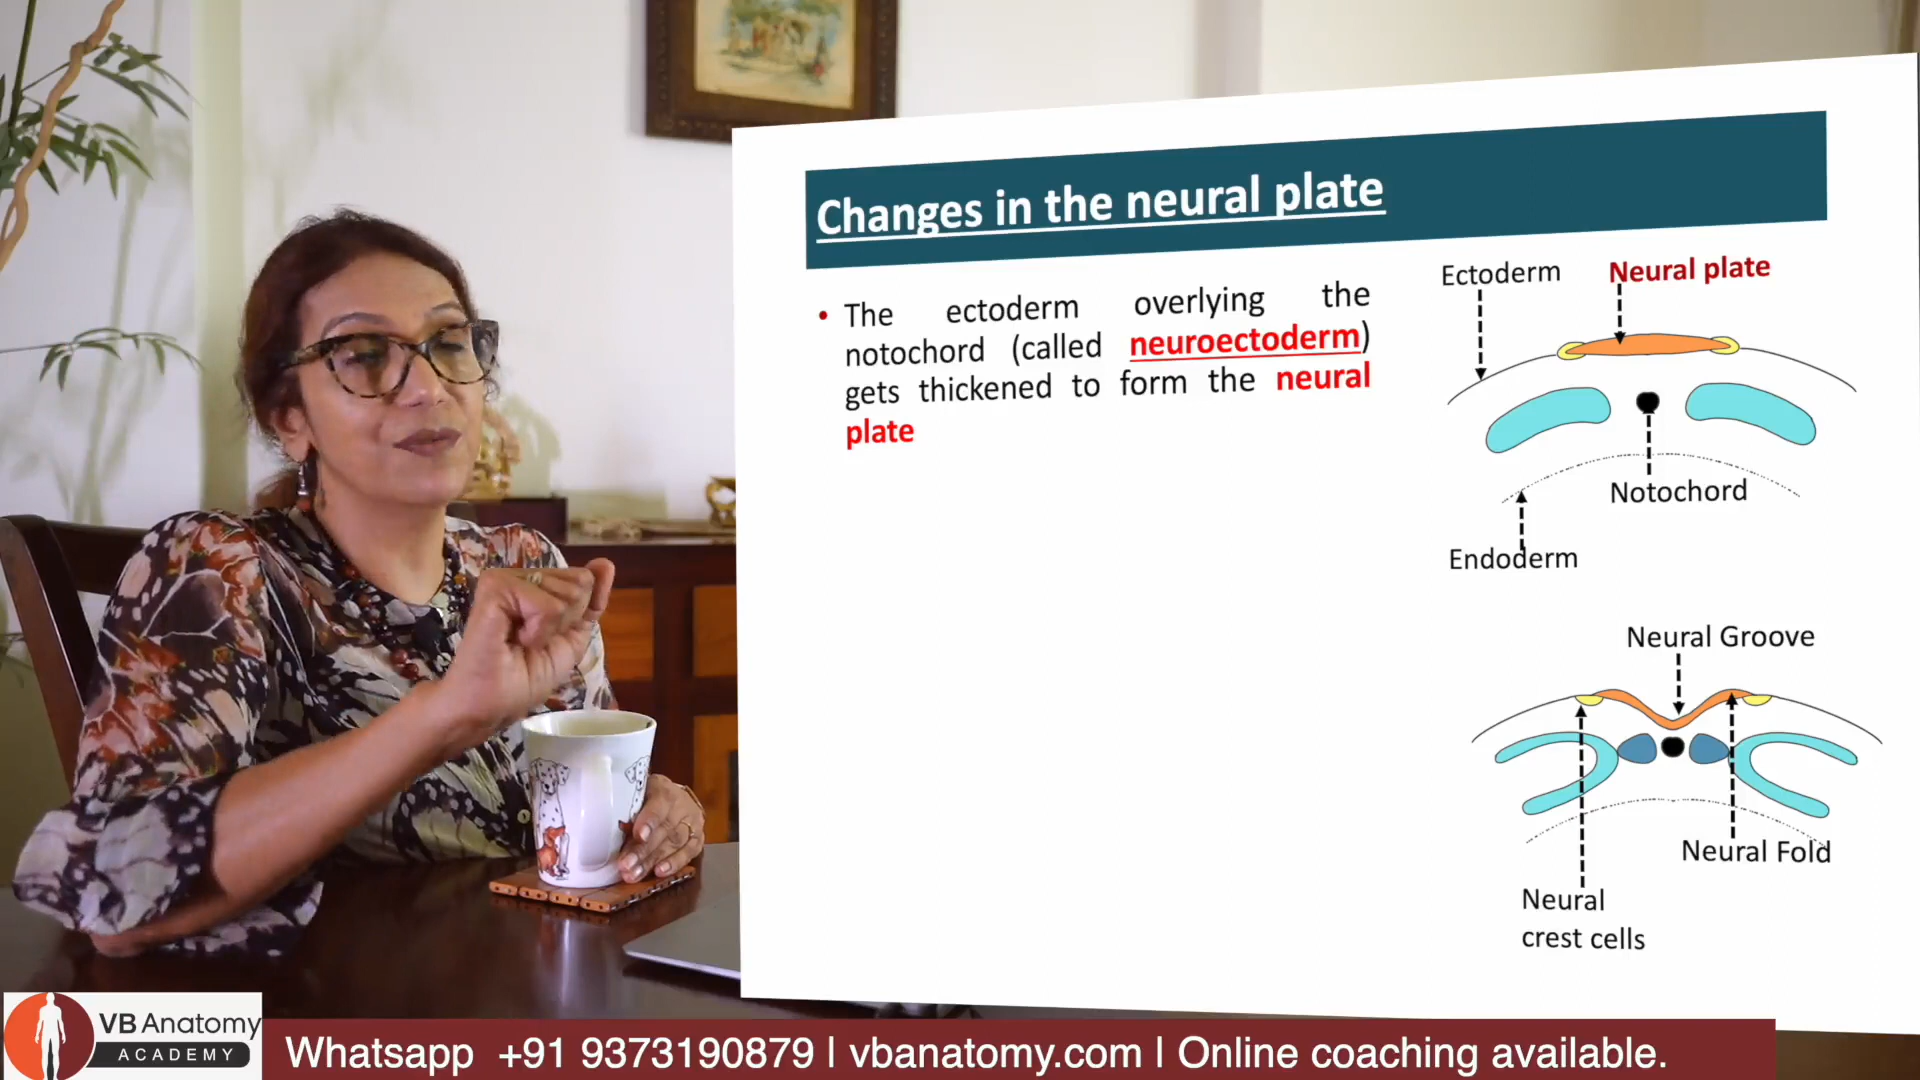 Changes in the neural plate
• The ectoderm overlying the
notochord (called neuroectoderm)
gets thickened to form the neural
plate
Ectoderm
Neural plate
Notochord
Endoderm
Neural Groove
Neural Fold
Neural
crest cells
VB Anatomy
ACADEMY
Whatsapp +91 9373190879 | vbanatomy.com | Online coaching available.